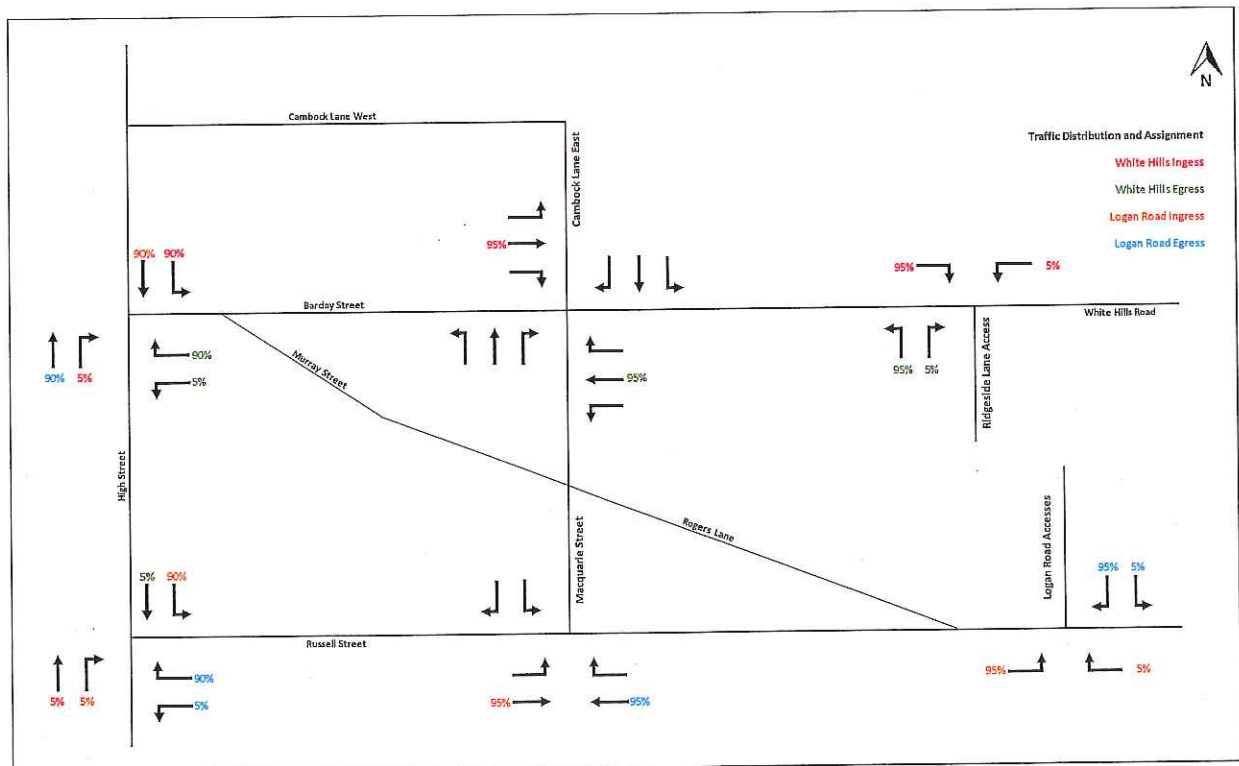 N
Cambock Lane West
Cambock Lane East
Traffic Distribution and Assignment
White Hills Ingess
White Hills Egress
Logan Road Ingress
Logan Road Egress
90% 90%
95%
95%
5%
Barday Street
White Hills Road
90% 5%
90%
5%
Murray Street
95%
95% 5%
Ridgeside Lane Access
High Street
Macquarie Street
Rogers Lane
Logan Road Accesses
5% 90%
95% 5%
Russell Street
5% 5%
90%
5%
95%
95%
95%
5%